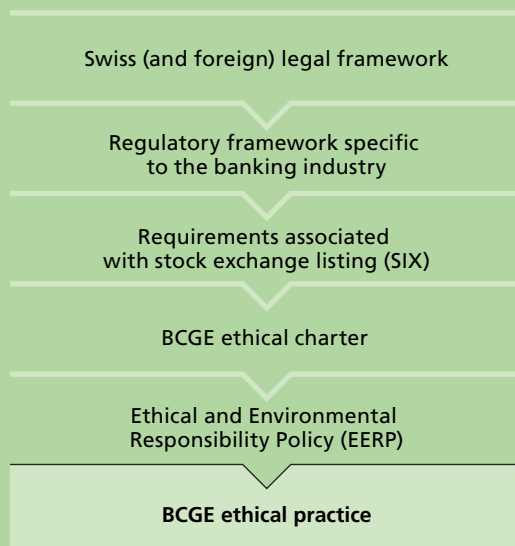 Swiss (and foreign) legal framework
Regulatory framework specific
to the banking industry
Requirements associated
with stock exchange listing (SIX)
BCGE ethical charter
Ethical and Environmental
Responsibility Policy (EERP)
BCGE ethical practice